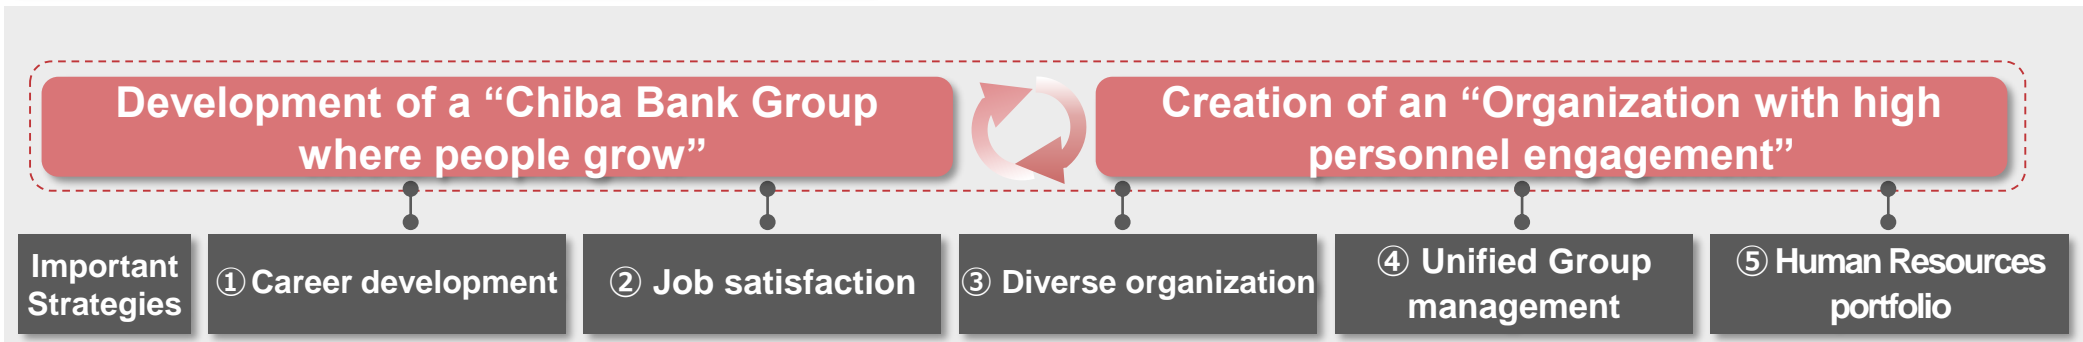 Development of a “Chiba Bank Group
where people grow”
Creation of an “Organization with high
personnel engagement”
Important
Strategies
① Career development
② Job satisfaction
③ Diverse organization
④ Unified Group
management
⑤ Human Resources
portfolio